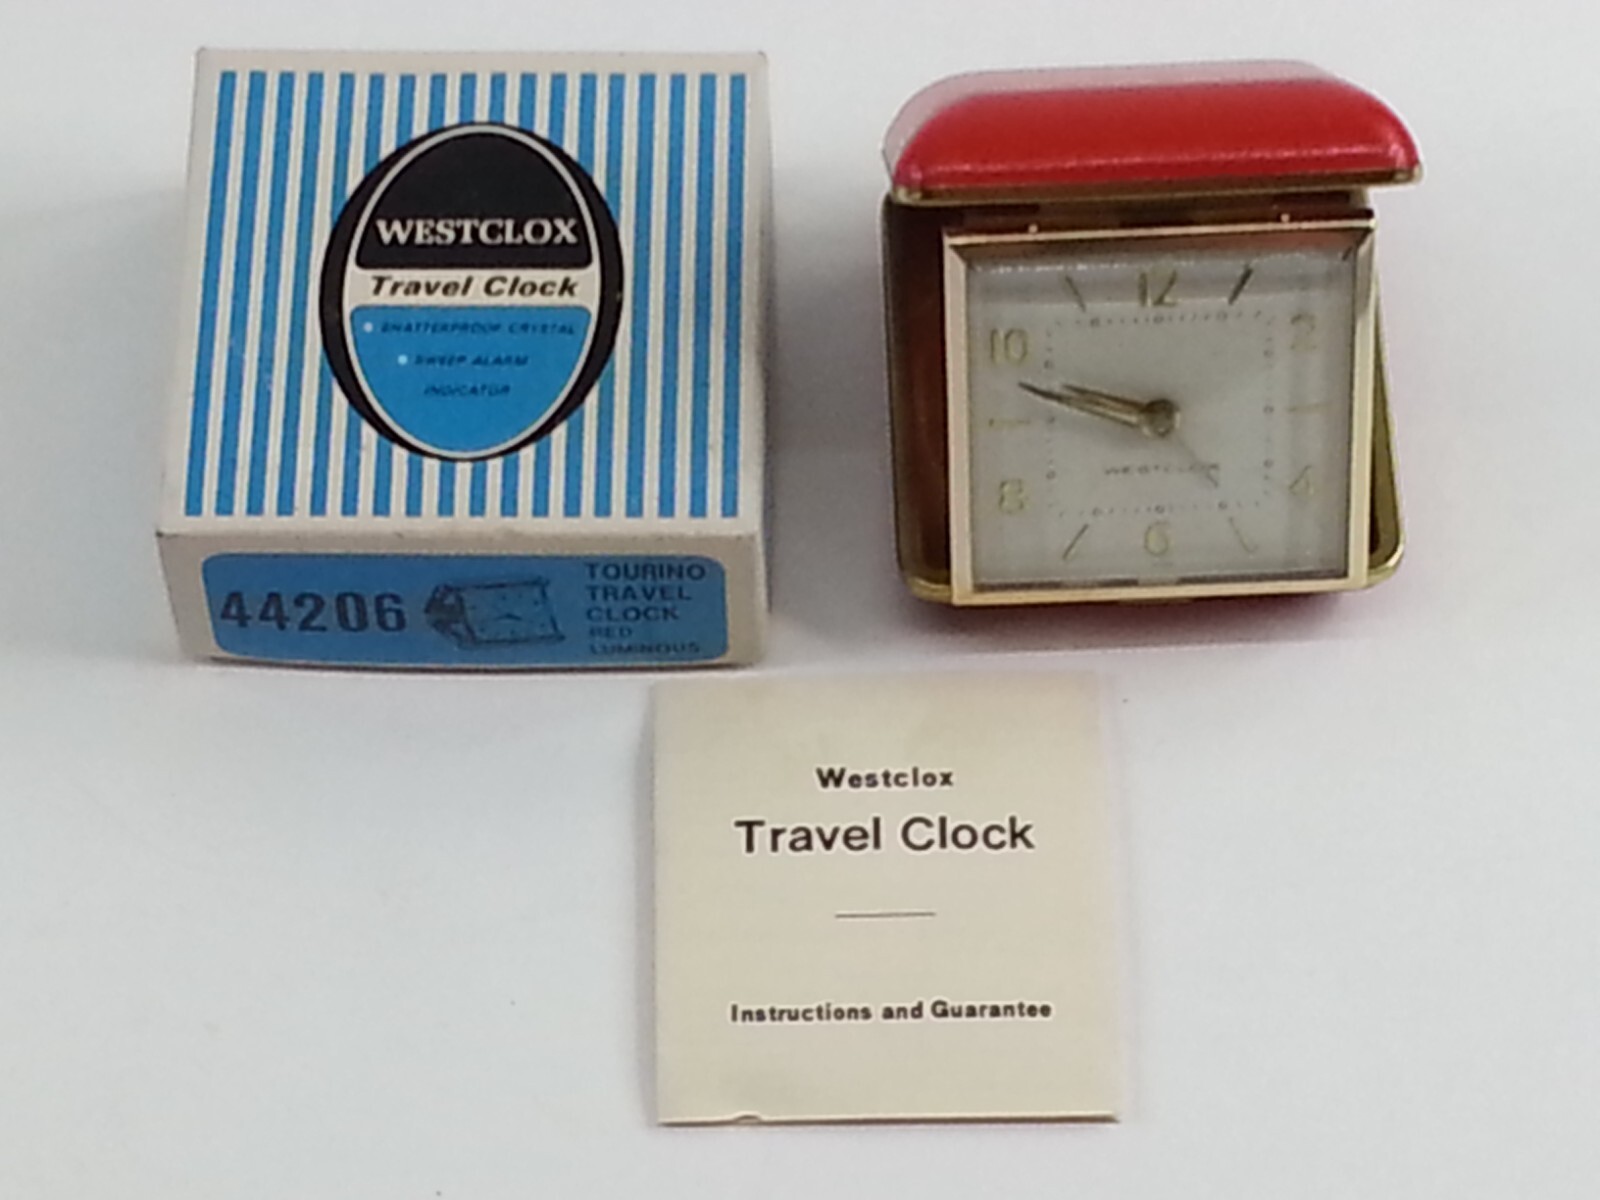 WESTCLOX
Travel Clock
• SHATTERPROOF CRYSTAL
• SWEEP ALARM
INDICATOR
44206
TOURINO
TRAVEL
CLOCK
RED
LUMINOUS
12
10
2
8
4
6
WESTCLOX
Westclox
Travel Clock
Instructions and Guarantee